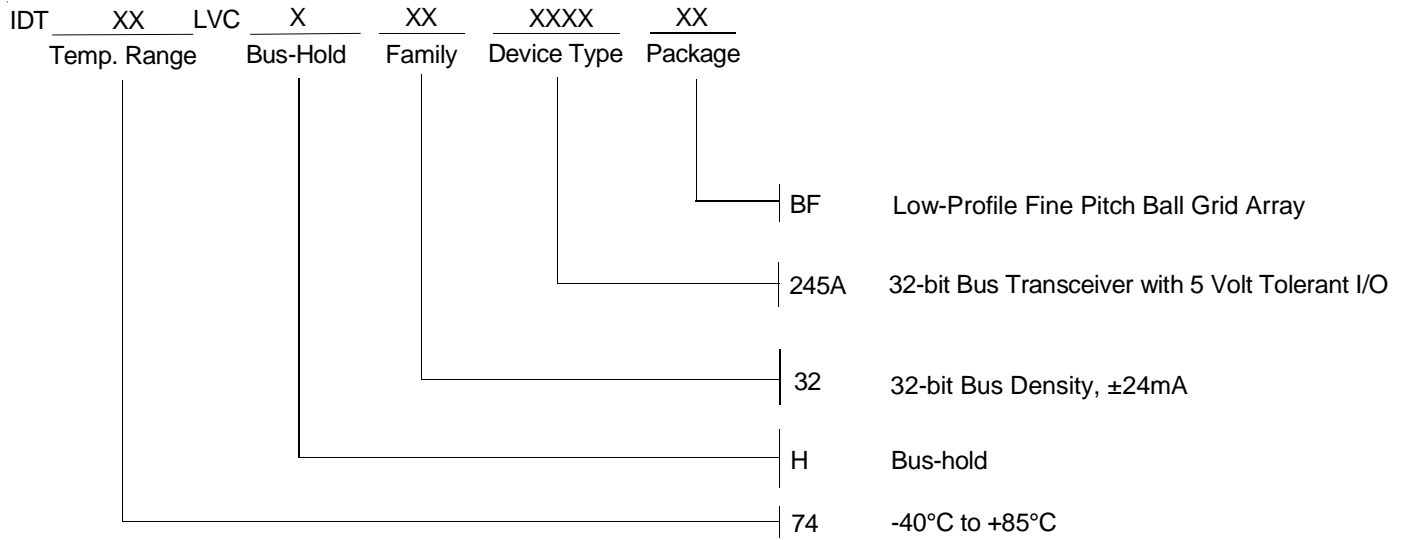 IDT XX LVC X XX XXXX XX
Temp. Range Bus-Hold Family Device Type Package
BF Low-Profile Fine Pitch Ball Grid Array
245A 32-bit Bus Transceiver with 5 Volt Tolerant I/O
32 32-bit Bus Density, ±24mA
H Bus-hold
74 -40°C to +85°C